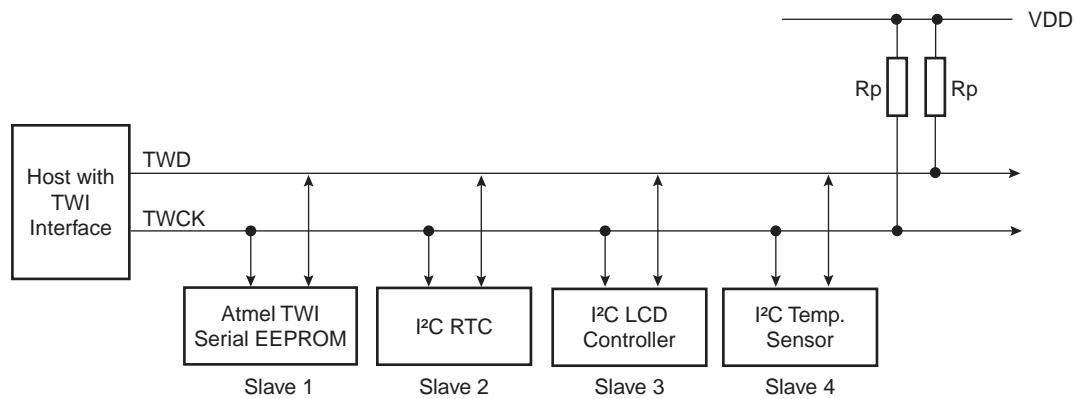 VDD
Rp
Rp
Host with
TWI
Interface
TWD
TWCK
Atmel TWI
Serial EEPROM
I²C RTC
I²C LCD
Controller
I²C Temp.
Sensor
Slave 1
Slave 2
Slave 3
Slave 4